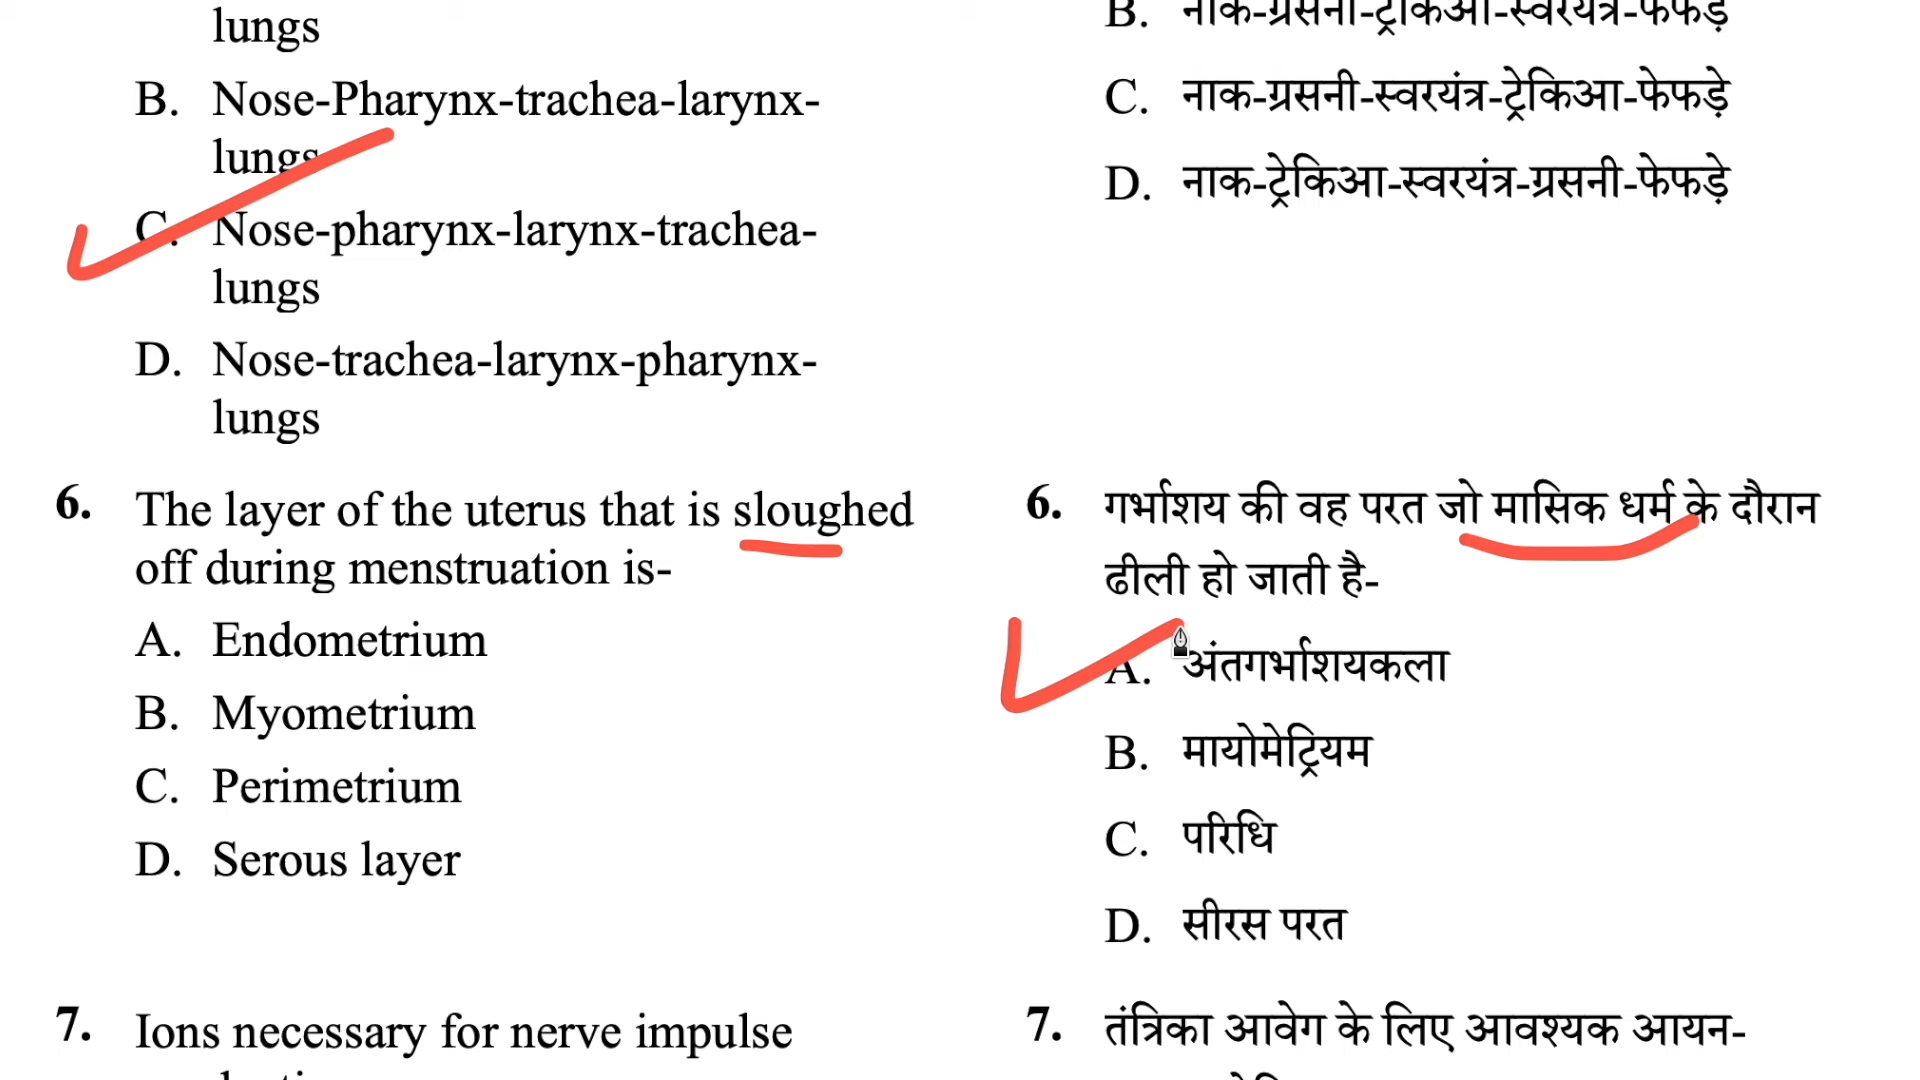 lungs
B. Nose-Pharynx-trachea-larynx-
lungs
C. Nose-pharynx-larynx-trachea-
lungs
D. Nose-trachea-larynx-pharynx-
lungs
6. The layer of the uterus that is sloughed
off during menstruation is-
A. Endometrium
B. Myometrium
C. Perimetrium
D. Serous layer
7. Ions necessary for nerve impulse
B. नाक-ग्रसनी-ट्रेकिआ-स्वरयंत्र-फेफड़े
C. नाक-ग्रसनी-स्वरयंत्र-ट्रेकिआ-फेफड़े
D. नाक-ट्रेकिआ-स्वरयंत्र-ग्रसनी-फेफड़े
6. गर्भाशय की वह परत जो मासिक धर्म के दौरान
ढीली हो जाती है-
A. अंतगर्भाशयकला
B. मायोमेट्रियम
C. परिधि
D. सीरस परत
7. तंत्रिका आवेग के लिए आवश्यक आयन-